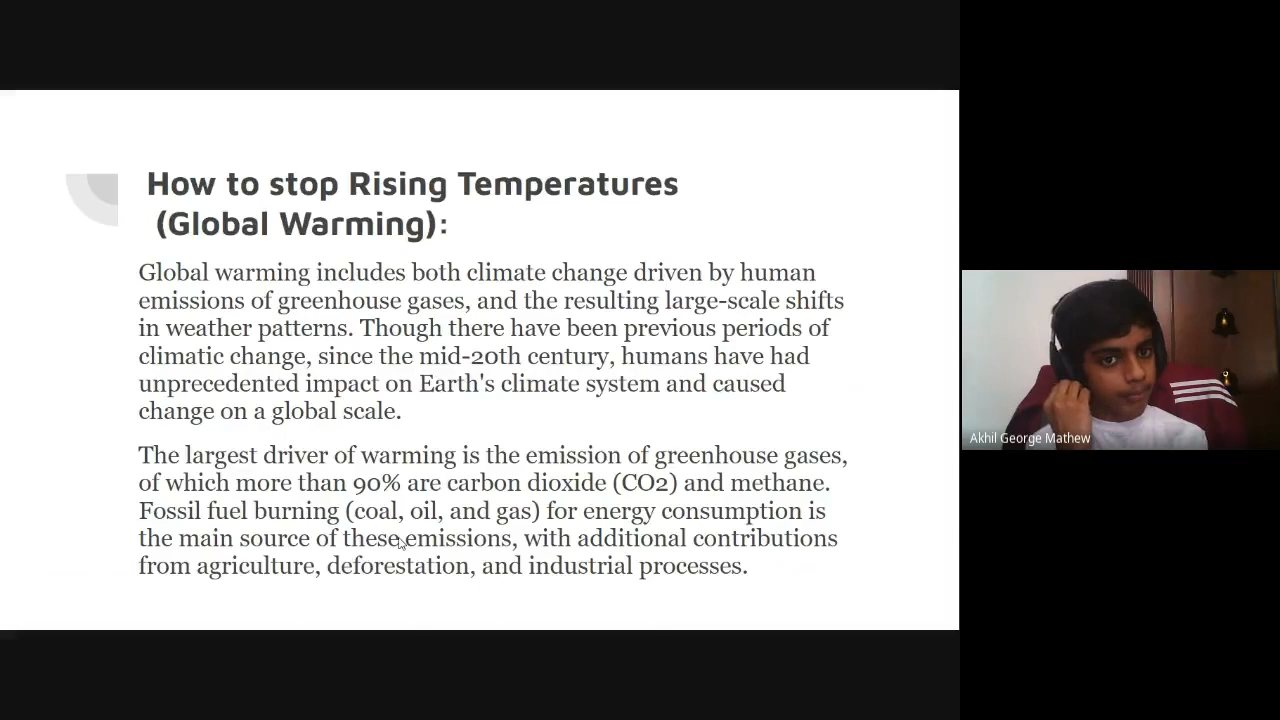 How to stop Rising Temperatures
(Global Warming):
Global warming includes both climate change driven by human
emissions of greenhouse gases, and the resulting large-scale shifts
in weather patterns. Though there have been previous periods of
climatic change, since the mid-20th century, humans have had
unprecedented impact on Earth's climate system and caused
change on a global scale.
The largest driver of warming is the emission of greenhouse gases,
of which more than 90% are carbon dioxide (CO2) and methane.
Fossil fuel burning (coal, oil, and gas) for energy consumption is
the main source of these emissions, with additional contributions
from agriculture, deforestation, and industrial processes.
Akhil George Mathew